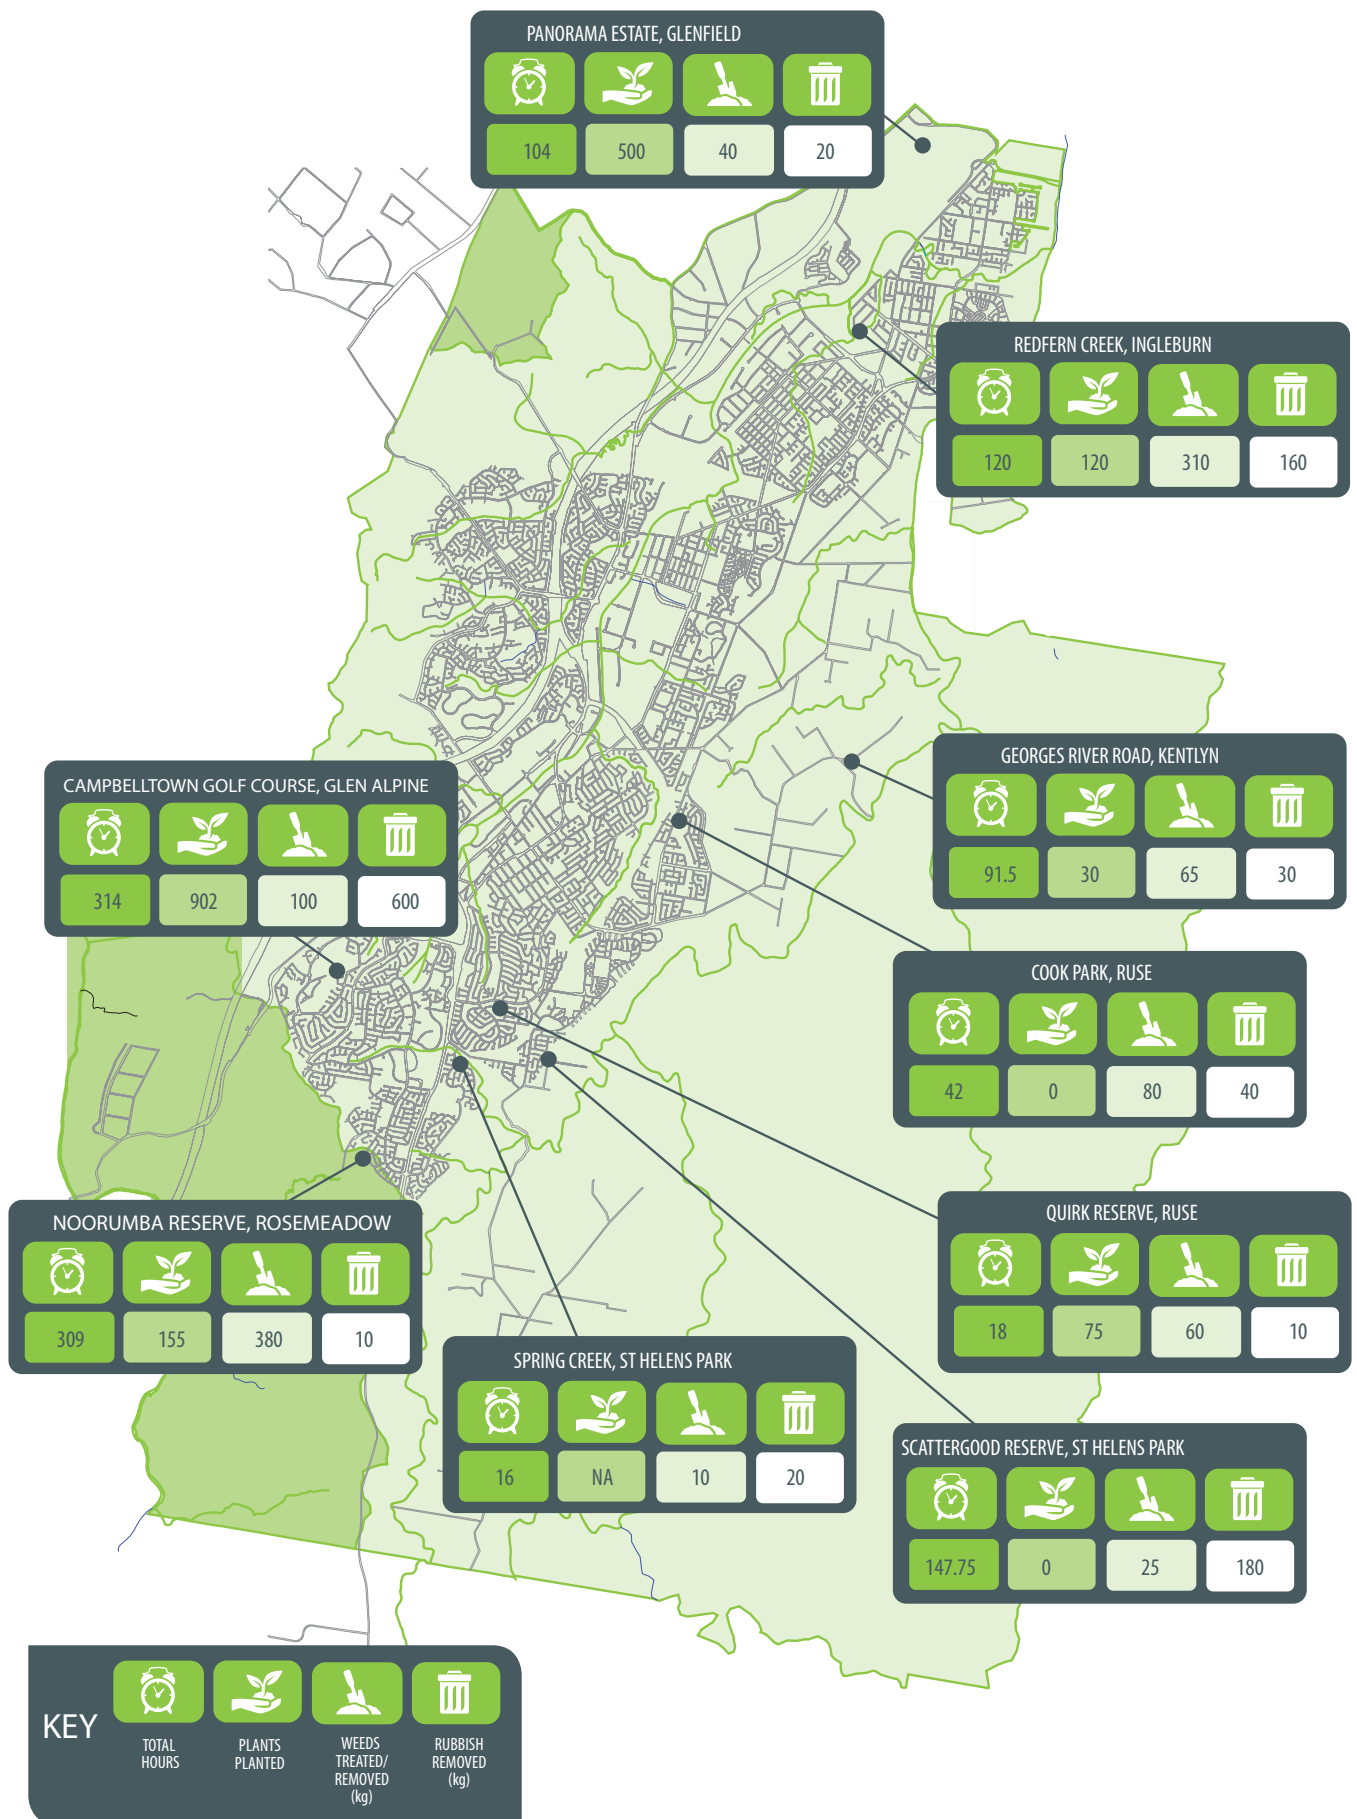 PANORAMA ESTATE, GLENFIELD
104 500 40 20
REDFERN CREEK, INGLEBURN
120 120 310 160
GEORGES RIVER ROAD, KENTLYN
91.5 30 65 30
CAMPBELLTOWN GOLF COURSE, GLEN ALPINE
314 902 100 600
COOK PARK, RUSE
42 0 80 40
QUIRK RESERVE, RUSE
18 75 60 10
NOORUMBA RESERVE, ROSEMEADOW
309 155 380 10
SPRING CREEK, ST HELENS PARK
16 NA 10 20
SCATTERGOOD RESERVE, ST HELENS PARK
147.75 0 25 180
KEY
TOTAL
HOURS
PLANTS
PLANTED
WEEDS
TREATED/
REMOVED
(kg)
RUBBISH
REMOVED
(kg)